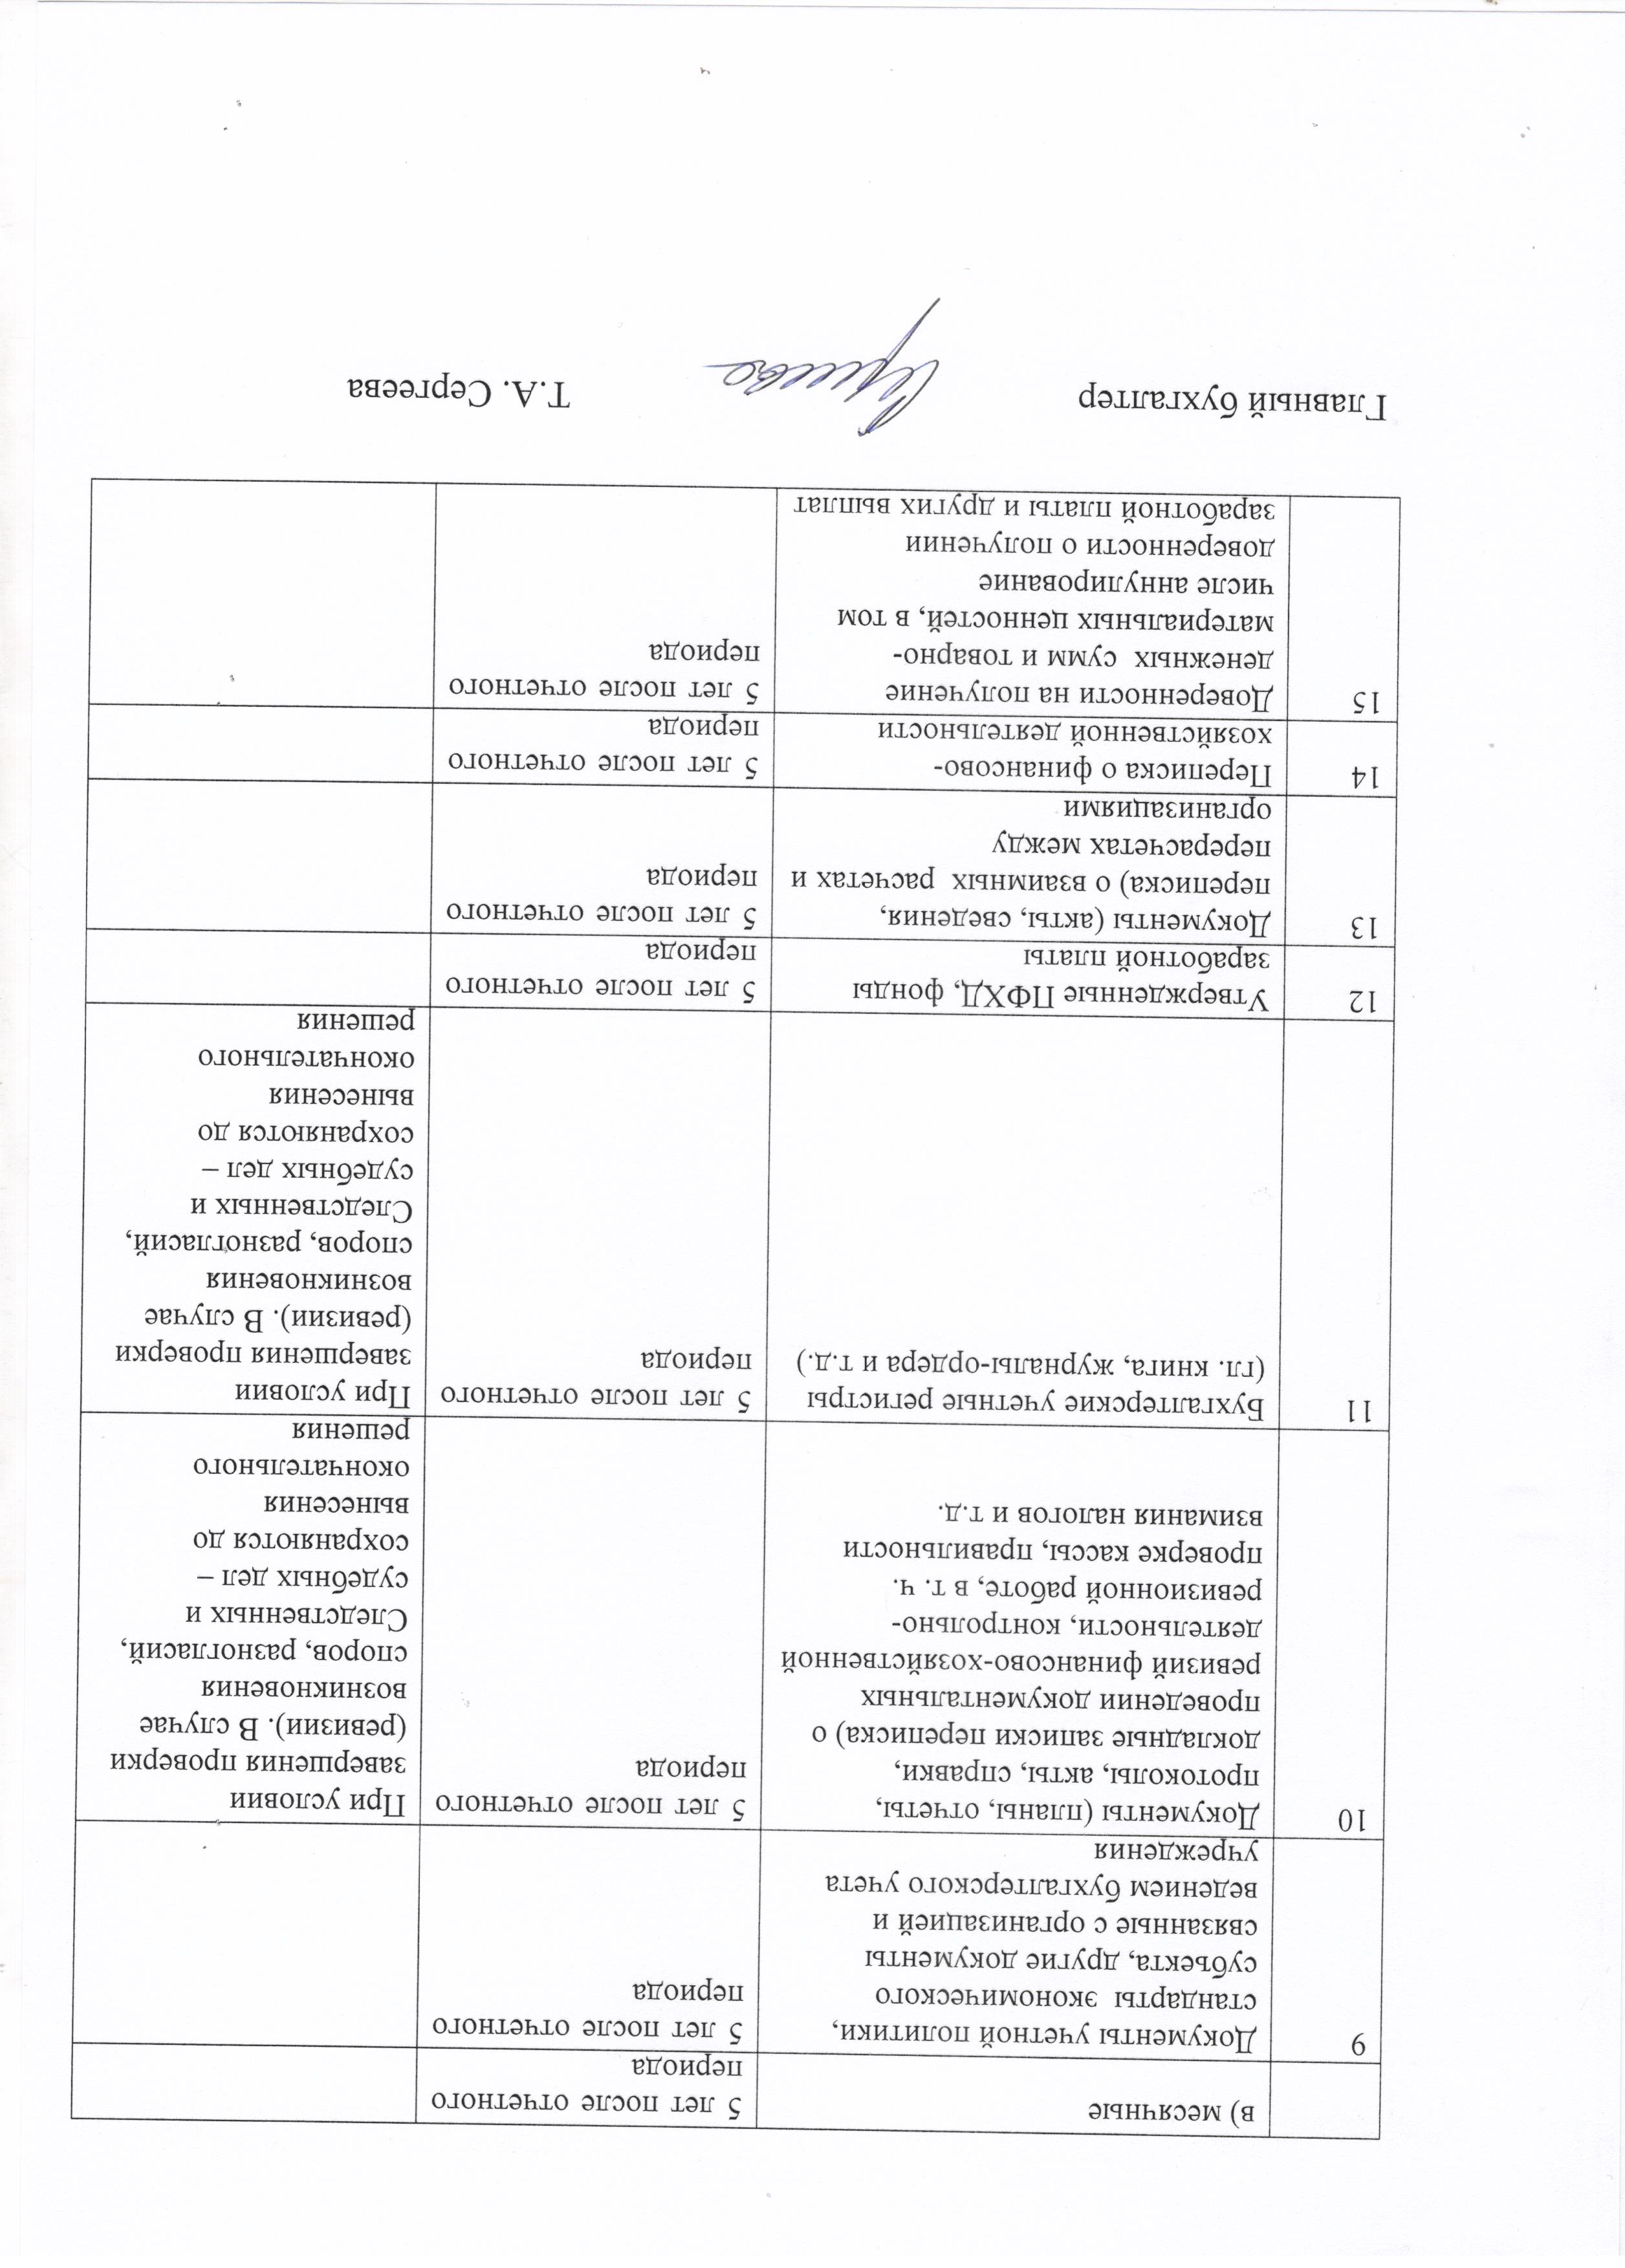 в) месячные
5 лет после отчетного
периода
9
Документы учетной политики,
стандарты экономического
субъекта, другие документы
связанные с организацией и
ведением бухгалтерского учета
учреждения
5 лет после отчетного
периода
10
Документы (планы, отчеты,
протоколы, акты, справки,
докладные записки переписка) о
проведении документальных
ревизий финансово-хозяйственной
деятельности, контрольно-
ревизионной работе, в т. ч.
проверке кассы, правильности
взимания налогов и т.д.
5 лет после отчетного
периода
При условии
завершения проверки
(ревизии). В случае
возникновения
споров, разногласий,
Следственных и
судебных дел –
сохраняются до
вынесения
окончательного
решения
11
Бухгалтерские учетные регистры
(гл. книга, журналы-ордера и т.д.)
5 лет после отчетного
периода
При условии
завершения проверки
(ревизии). В случае
возникновения
споров, разногласий,
Следственных и
судебных дел –
сохраняются до
вынесения
окончательного
решения
12
Утвержденные ПФХД, фонды
заработной платы
5 лет после отчетного
периода
13
Документы (акты, сведения,
переписка) о взаимных расчетах и
перерасчетах между
организациями
5 лет после отчетного
периода
14
Переписка о финансово-
хозяйственной деятельности
5 лет после отчетного
периода
15
Доверенности на получение
денежных сумм и товарно-
материальных ценностей, в том
числе аннулирование
доверенности о получении
заработной платы и других выплат
5 лет после отчетного
периода
Главный бухгалтер Т.А. Сергеева